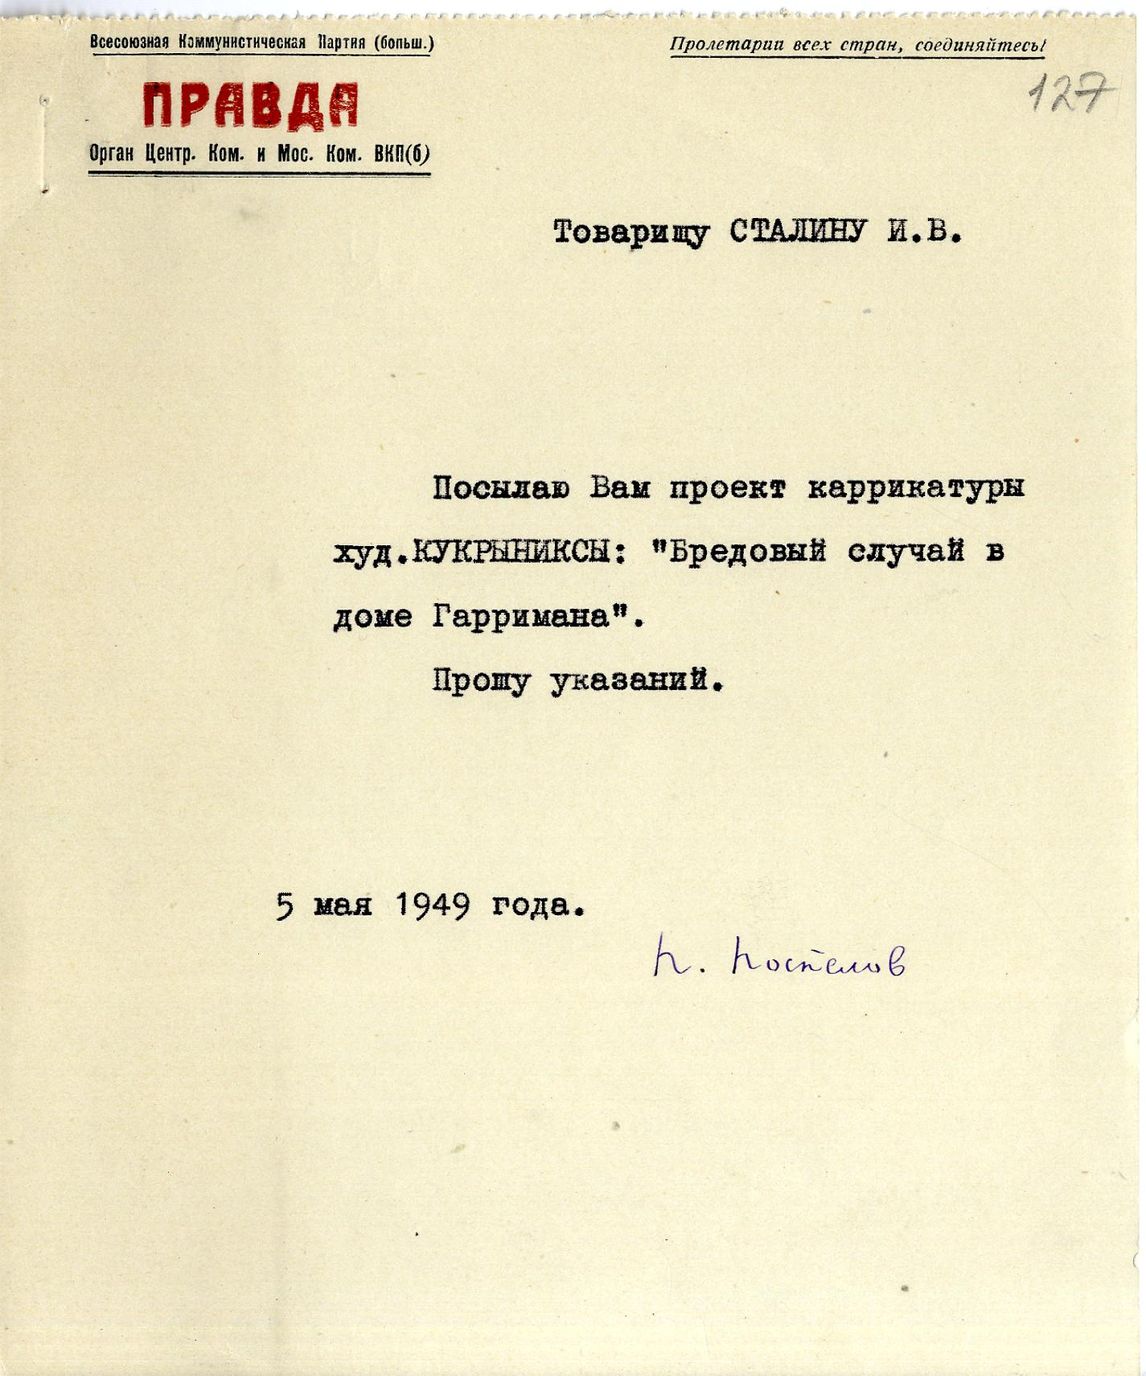 Всесоюзная Коммунистическая Партия (больш.)
Пролетарии всех стран, соединяйтесь!
127
ПРАВДА
Орган Центр. Ком. и Мос. Ком. ВКП(б)
Товарищу СТАЛИНУ И.В.
Посылаю Вам проект каррикатуры
худ.КУКРЫНИКСЫ: "Бредовый случай в
доме Гарримана".
Прошу указаний.
5 мая 1949 года.
П. Поспелов